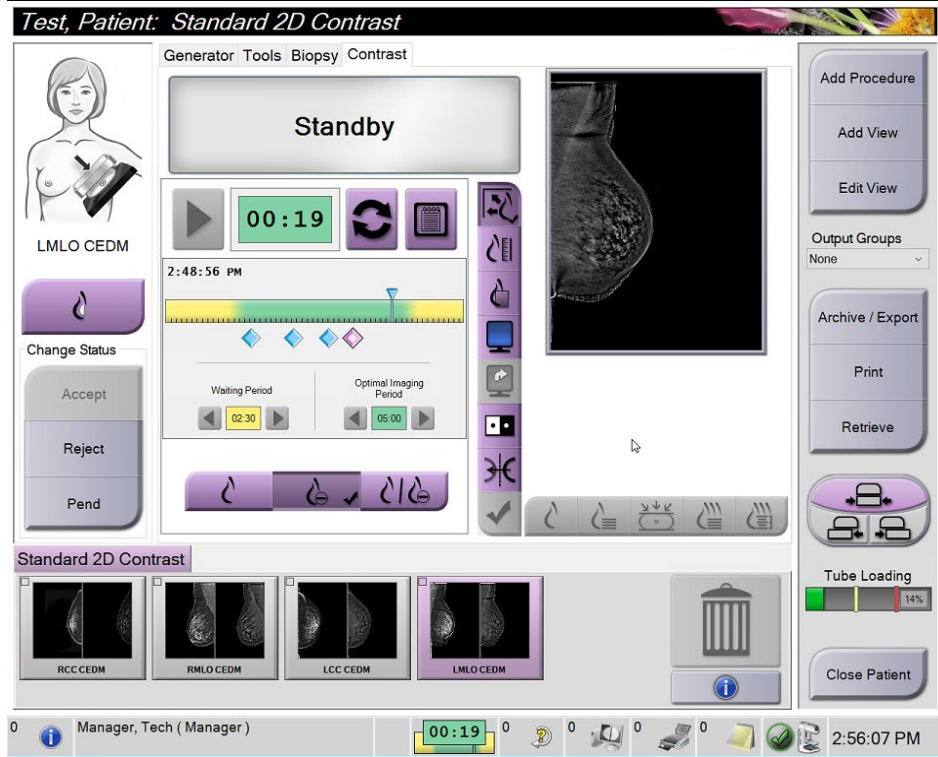 Test, Patient:  Standard 2D Contrast
Generator Tools Biopsy Contrast
Standby
00:19
2:48:56 PM
Waiting Period
Optimal Imaging
Period
02:30
05:00
LMLO CEDM
Change Status
Accept
Reject
Pend
Add Procedure
Add View
Edit View
Output Groups
None
Archive / Export
Print
Retrieve
Tube Loading
14%
Close Patient
Standard 2D Contrast
RCC CEDM
RMLO CEDM
LCC CEDM
LMLO CEDM
0
Manager, Tech ( Manager )
00:19
0
0
0
0
2:56:07 PM